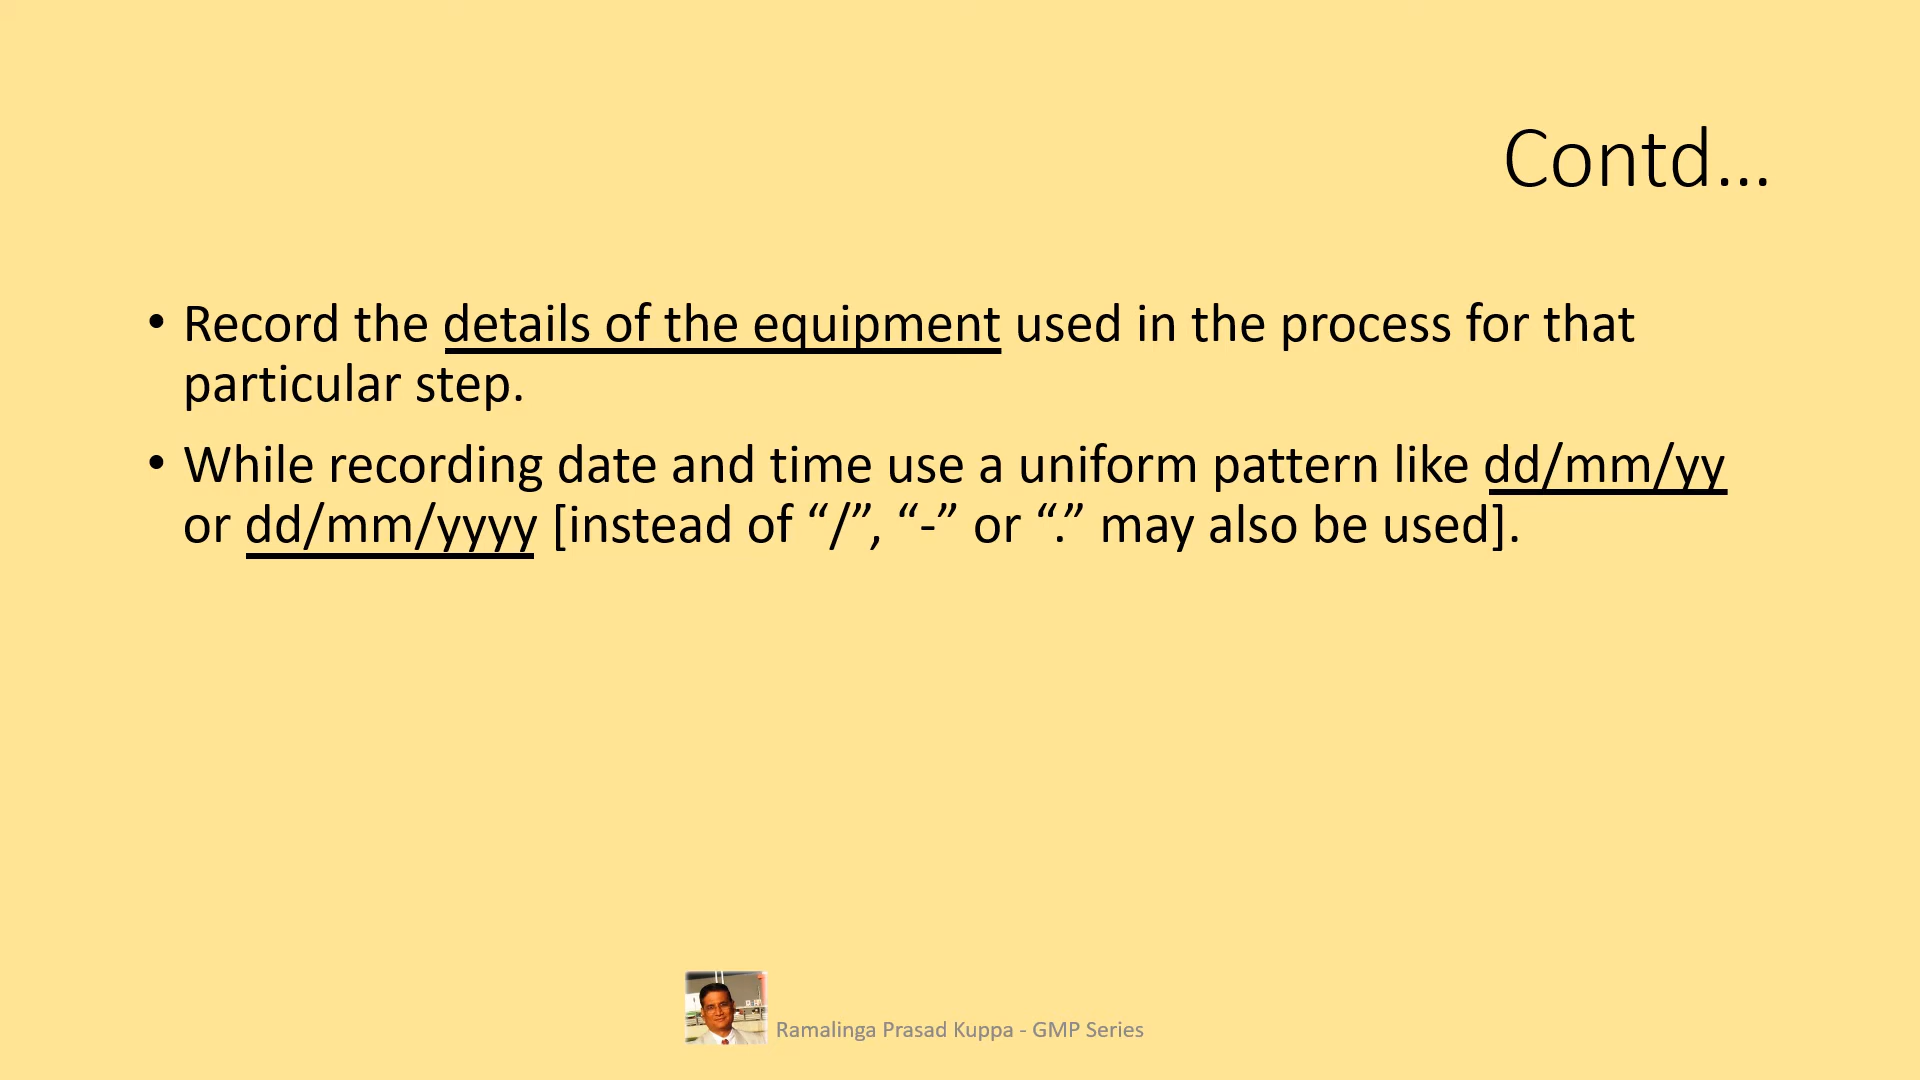 Contd...
• Record the details of the equipment used in the process for that
particular step.
• While recording date and time use a uniform pattern like dd/mm/yy
or dd/mm/yyyy [instead of “/”, “-” or “.” may also be used].
Ramalinga Prasad Kuppa - GMP Series